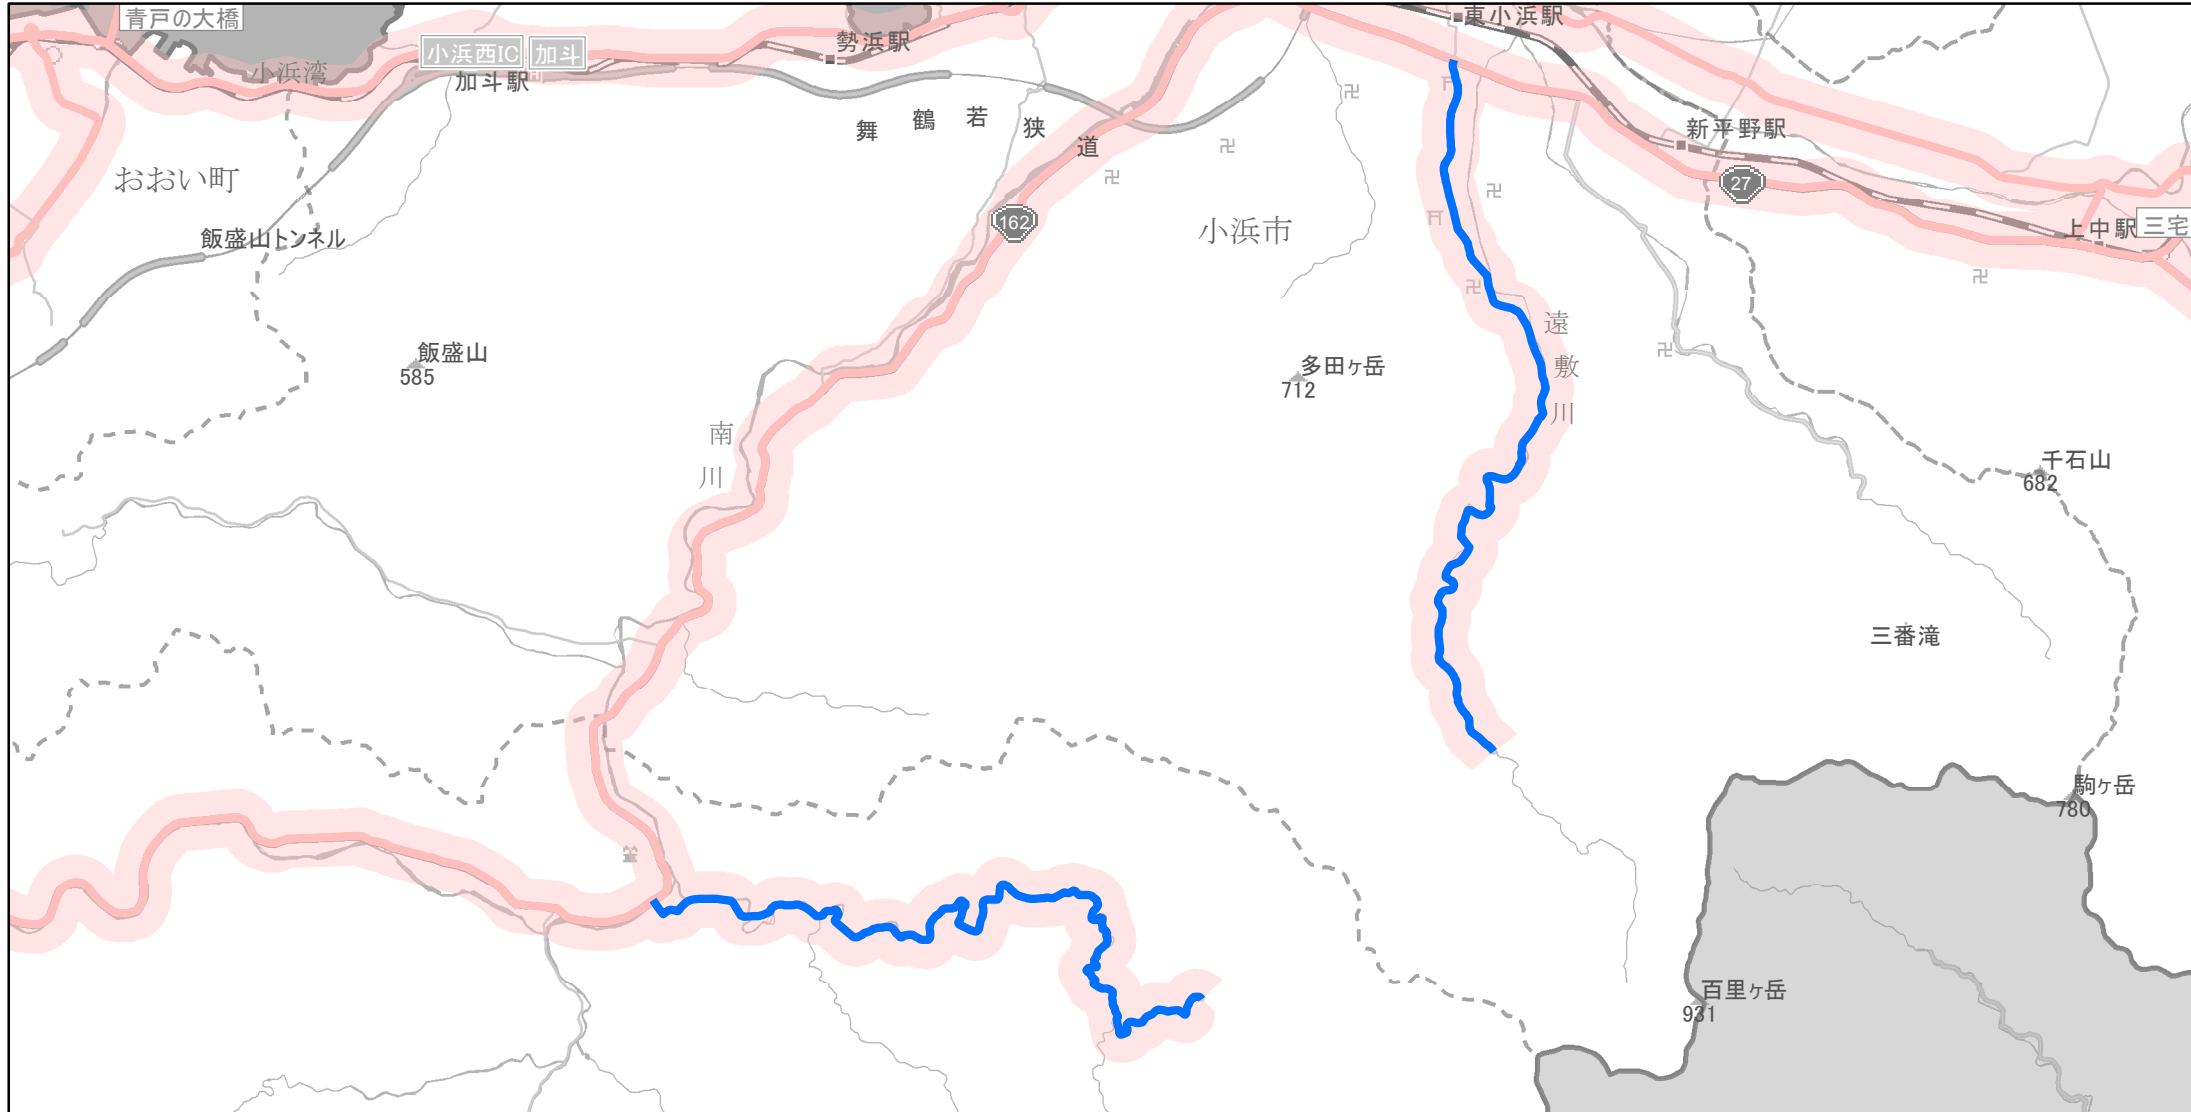 青戸の大橋
東小浜駅
勢浜駅
小浜西IC
加斗
小浜湾
加斗駅
舞鶴若狭道
新平野駅
おおい町
27
162
小浜市
飯盛山トンネル
上中駅
三宅
遠敷川
飯盛山
585
多田ヶ岳
712
南川
千石山
682
三番滝
駒ヶ岳
780
百里ヶ岳
931